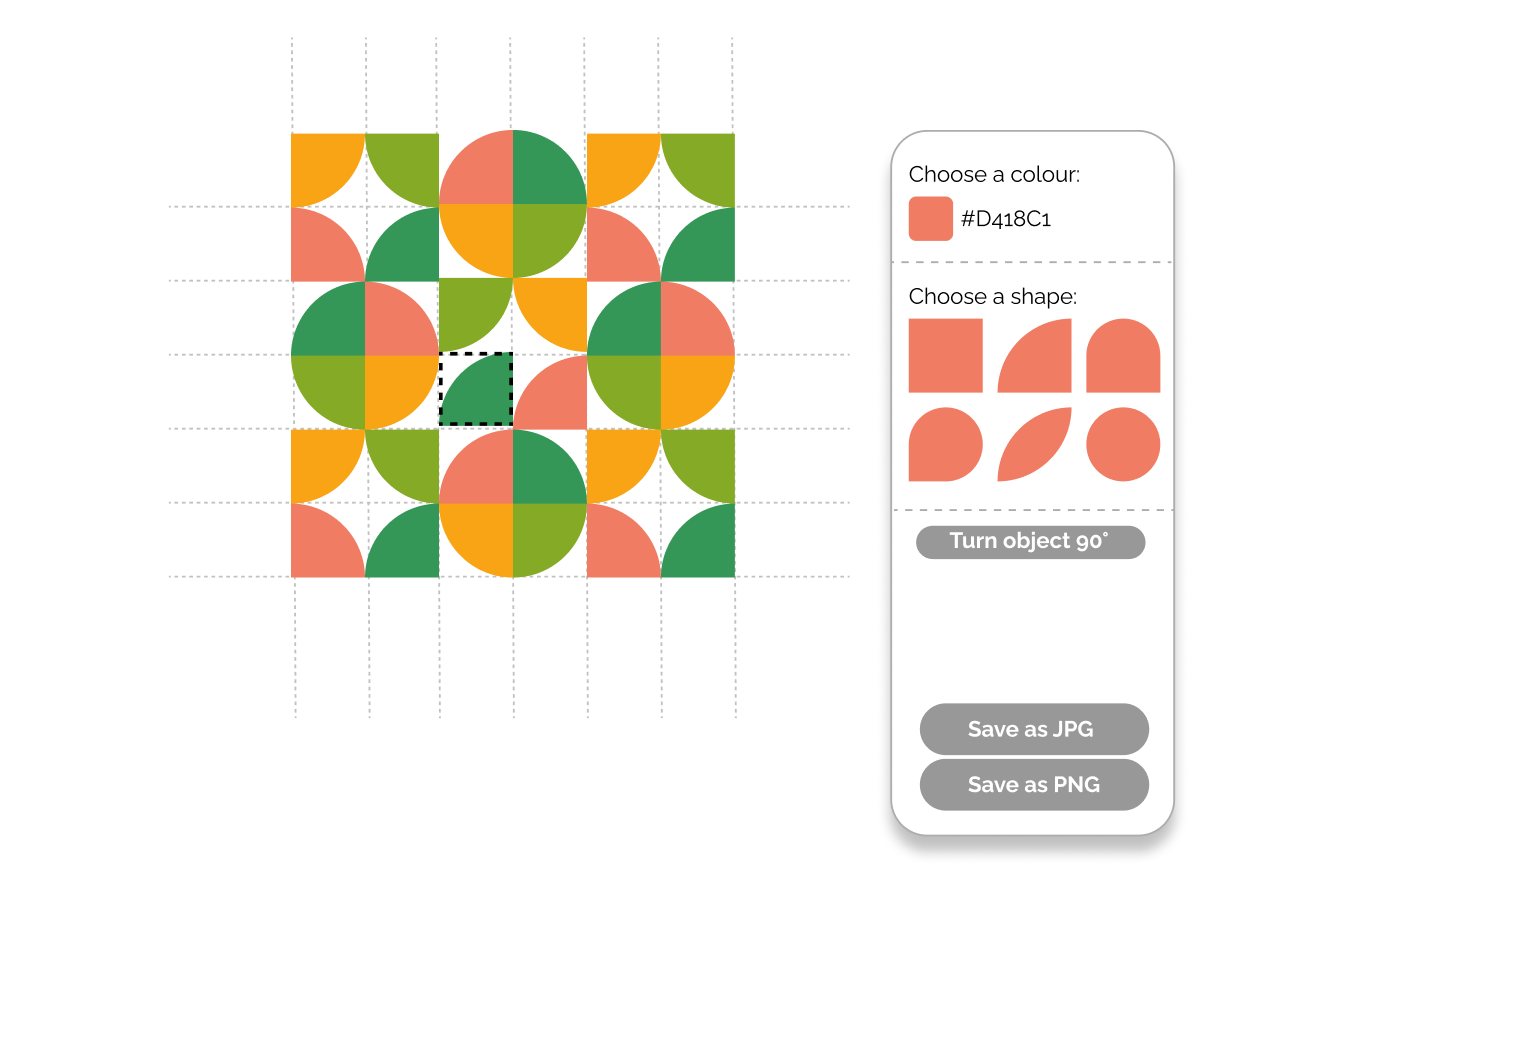 Choose a colour:
#D418C1
Choose a shape:
Turn object 90°
Save as JPG
Save as PNG